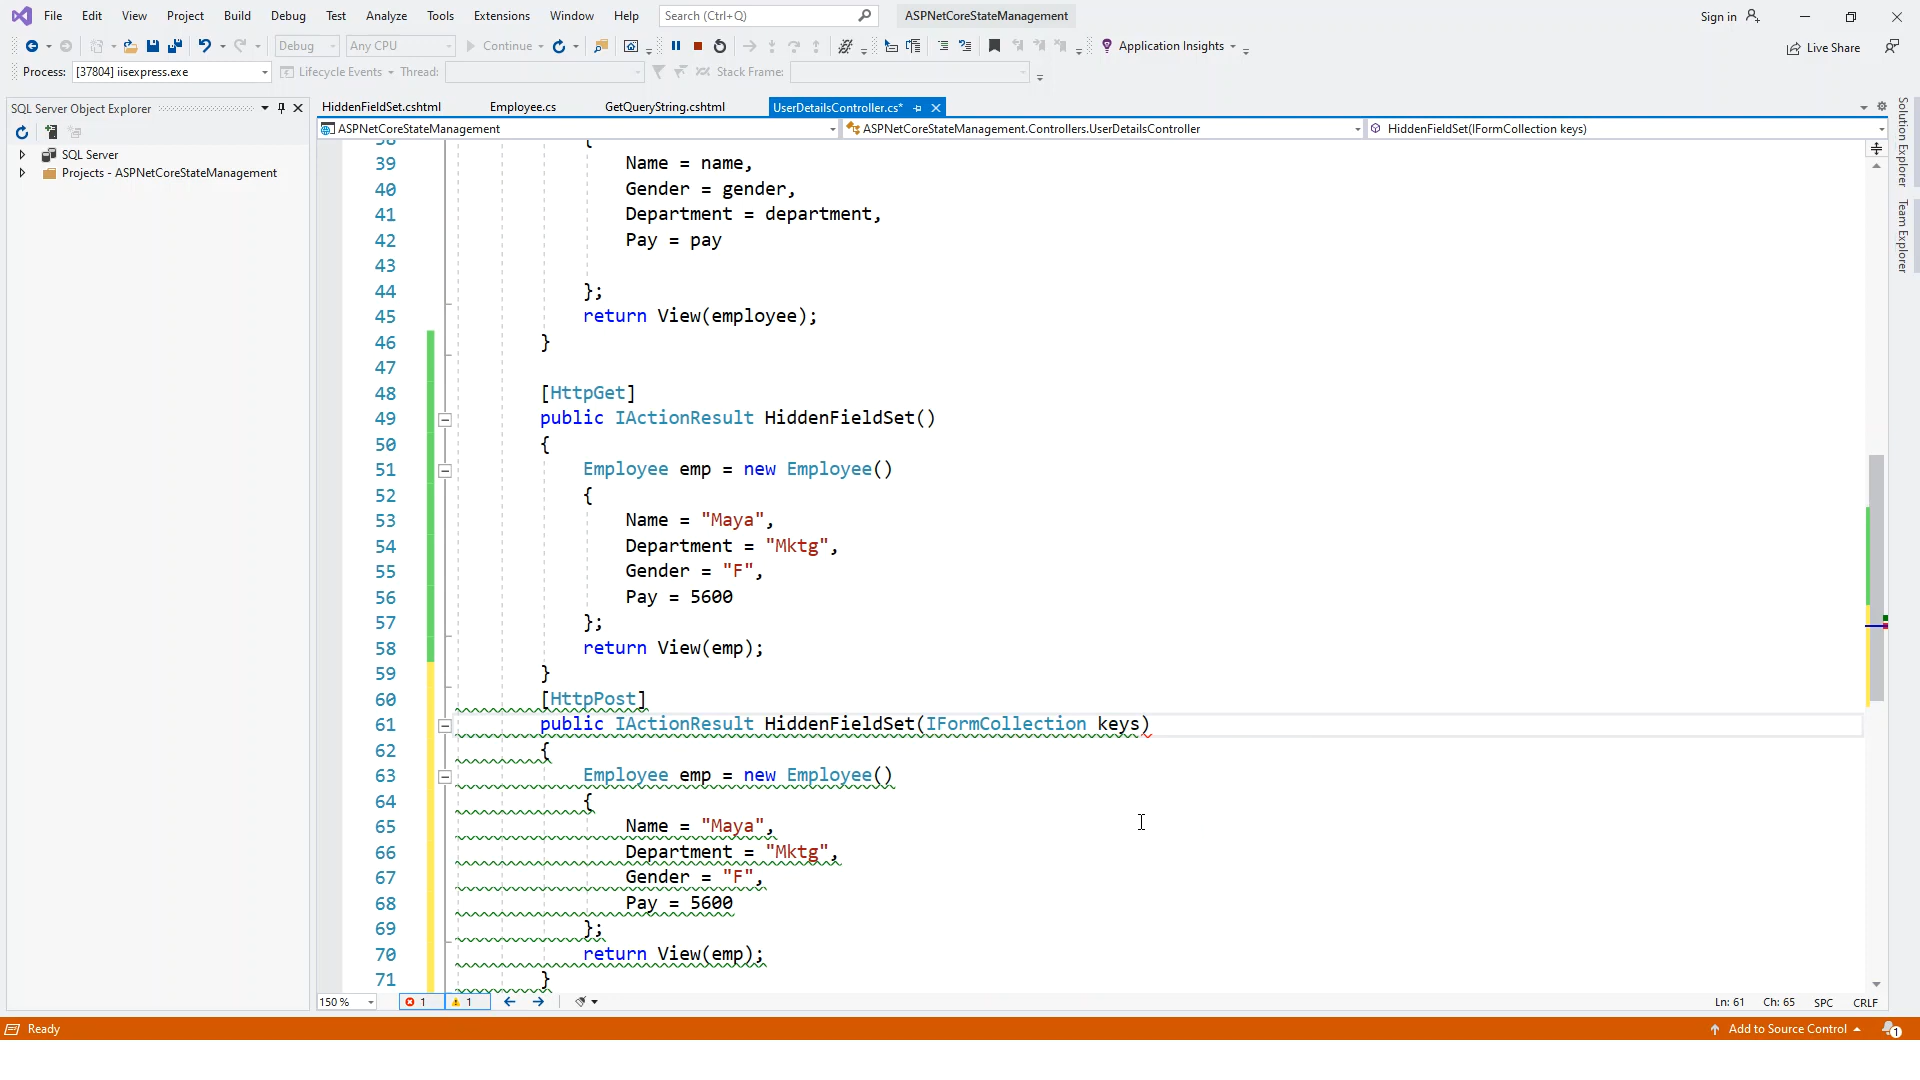 File Edit View Project Build Debug Test Analyze Tools Extensions Window Help Search (Ctrl+Q) ASPNetCoreStateManagement Sign in
Debug Any CPU Continue Application Insights Live Share
Process: [37804] iisexpress.exe Lifecycle Events Thread: Stack Frame:
SQL Server Object Explorer
SQL Server
Projects - ASPNetCoreStateManagement
HiddenFieldSet.cshtml Employee.cs GetQueryString.cshtml UserDetailsController.cs*
ASPNetCoreStateManagement ASPNetCoreStateManagement.Controllers.UserDetailsController HiddenFieldSet(IFormCollection keys)
38 {
39 Name = name,
40 Gender = gender,
41 Department = department,
42 Pay = pay
43
44 };
45 return View(employee);
46 }
47
48 [HttpGet]
49 public IActionResult HiddenFieldSet()
50 {
51 Employee emp = new Employee()
52 {
53 Name = "Maya",
54 Department = "Mktg",
55 Gender = "F",
56 Pay = 5600
57 };
58 return View(emp);
59 }
60 [HttpPost]
61 public IActionResult HiddenFieldSet(IFormCollection keys)
62 {
63 Employee emp = new Employee()
64 {
65 Name = "Maya",
66 Department = "Mktg",
67 Gender = "F",
68 Pay = 5600
69 };
70 return View(emp);
71 }
150 % 1 1 Ln: 61 Ch: 65 SPC CRLF
Ready Add to Source Control 1
Solution Explorer
Team Explorer